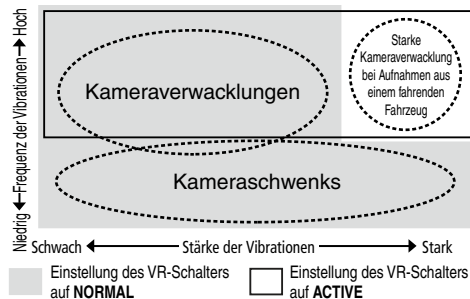 Hoch
Frequenz der Vibrationen
Niedrig
Kameraverwacklungen
Starke
Kameraverwacklung
bei Aufnahmen aus
einem fahrenden
Fahrzeug
Kameraschwenks
Schwach
Stärke der Vibrationen
Stark
Einstellung des VR-Schalters
auf NORMAL
Einstellung des VR-Schalters
auf ACTIVE